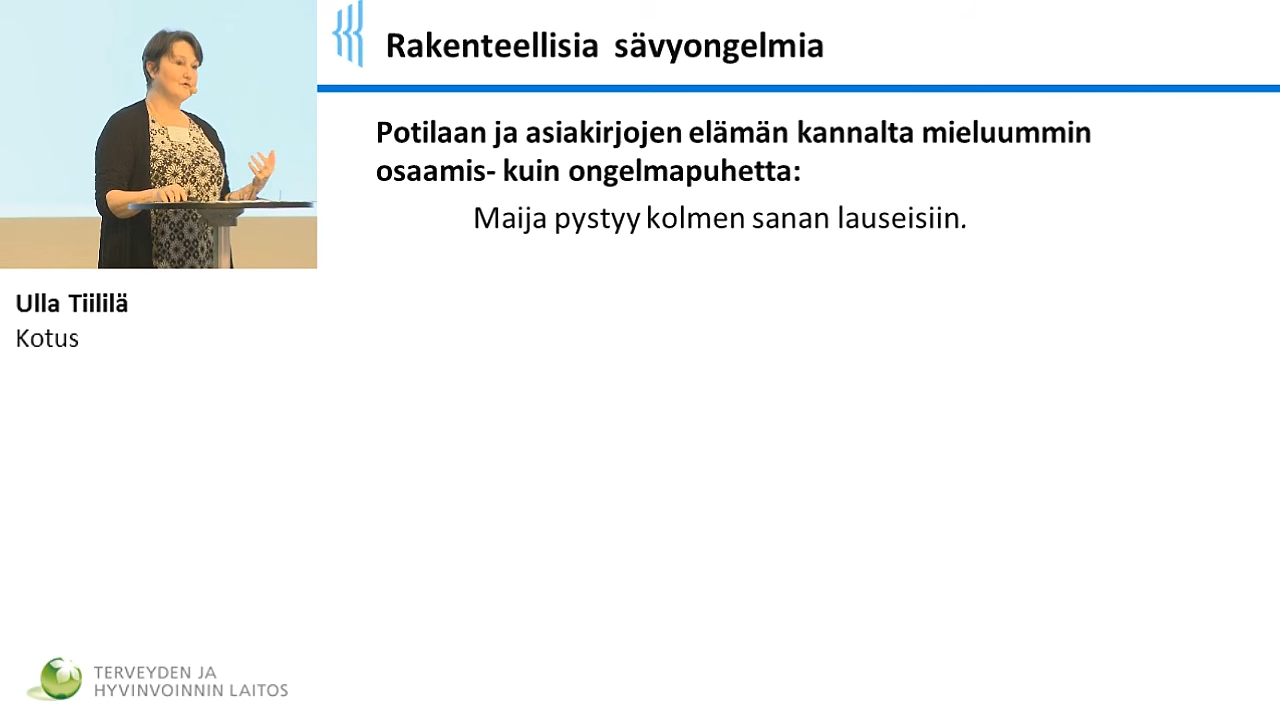 Rakenteellisia sävyongelmia
Potilaan ja asiakirjojen elämän kannalta mieluummin
osaamis- kuin ongelmapuhetta:
Maija pystyy kolmen sanan lauseisiin.
Ulla Tiililä
Kotus
TERVEYDEN JA
HYVINVOINNIN LAITOS